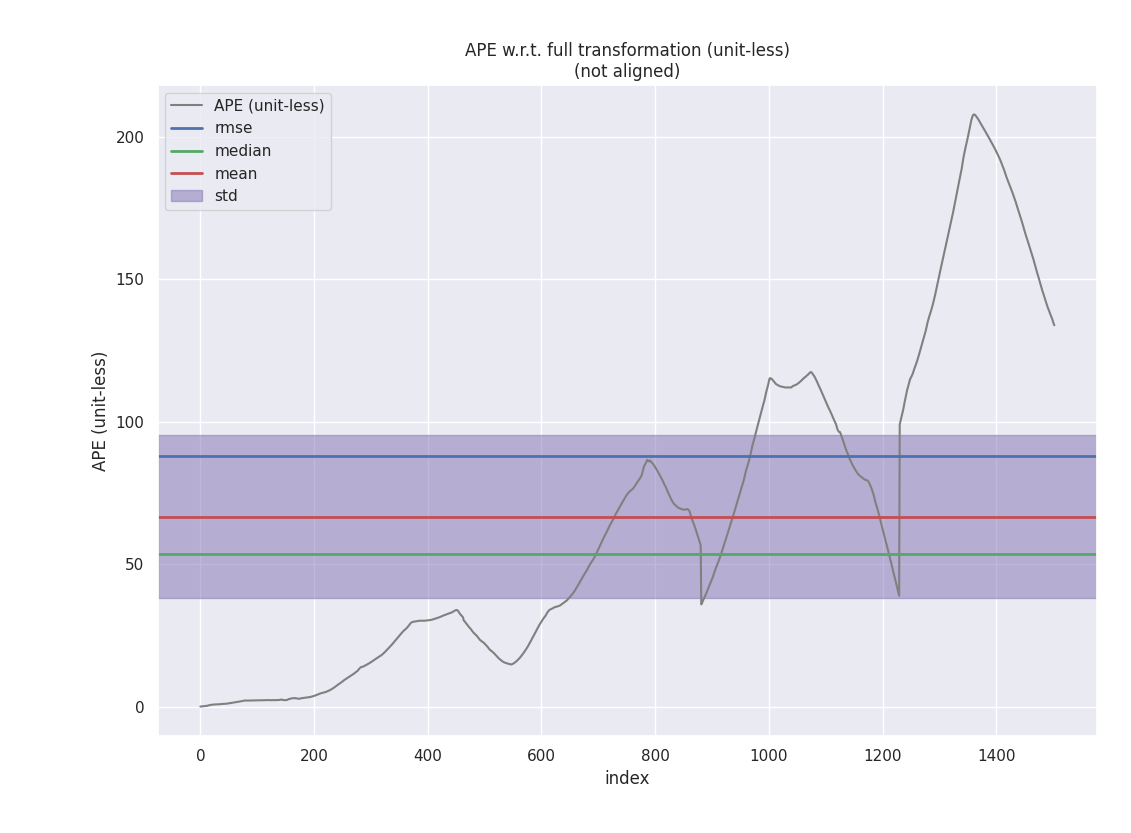 APE w.r.t. full transformation (unit-less)
(not aligned)
APE (unit-less)
rmse
median
mean
std
200
150
100
50
0
APE (unit-less)
0 200 400 600 800 1000 1200 1400
index